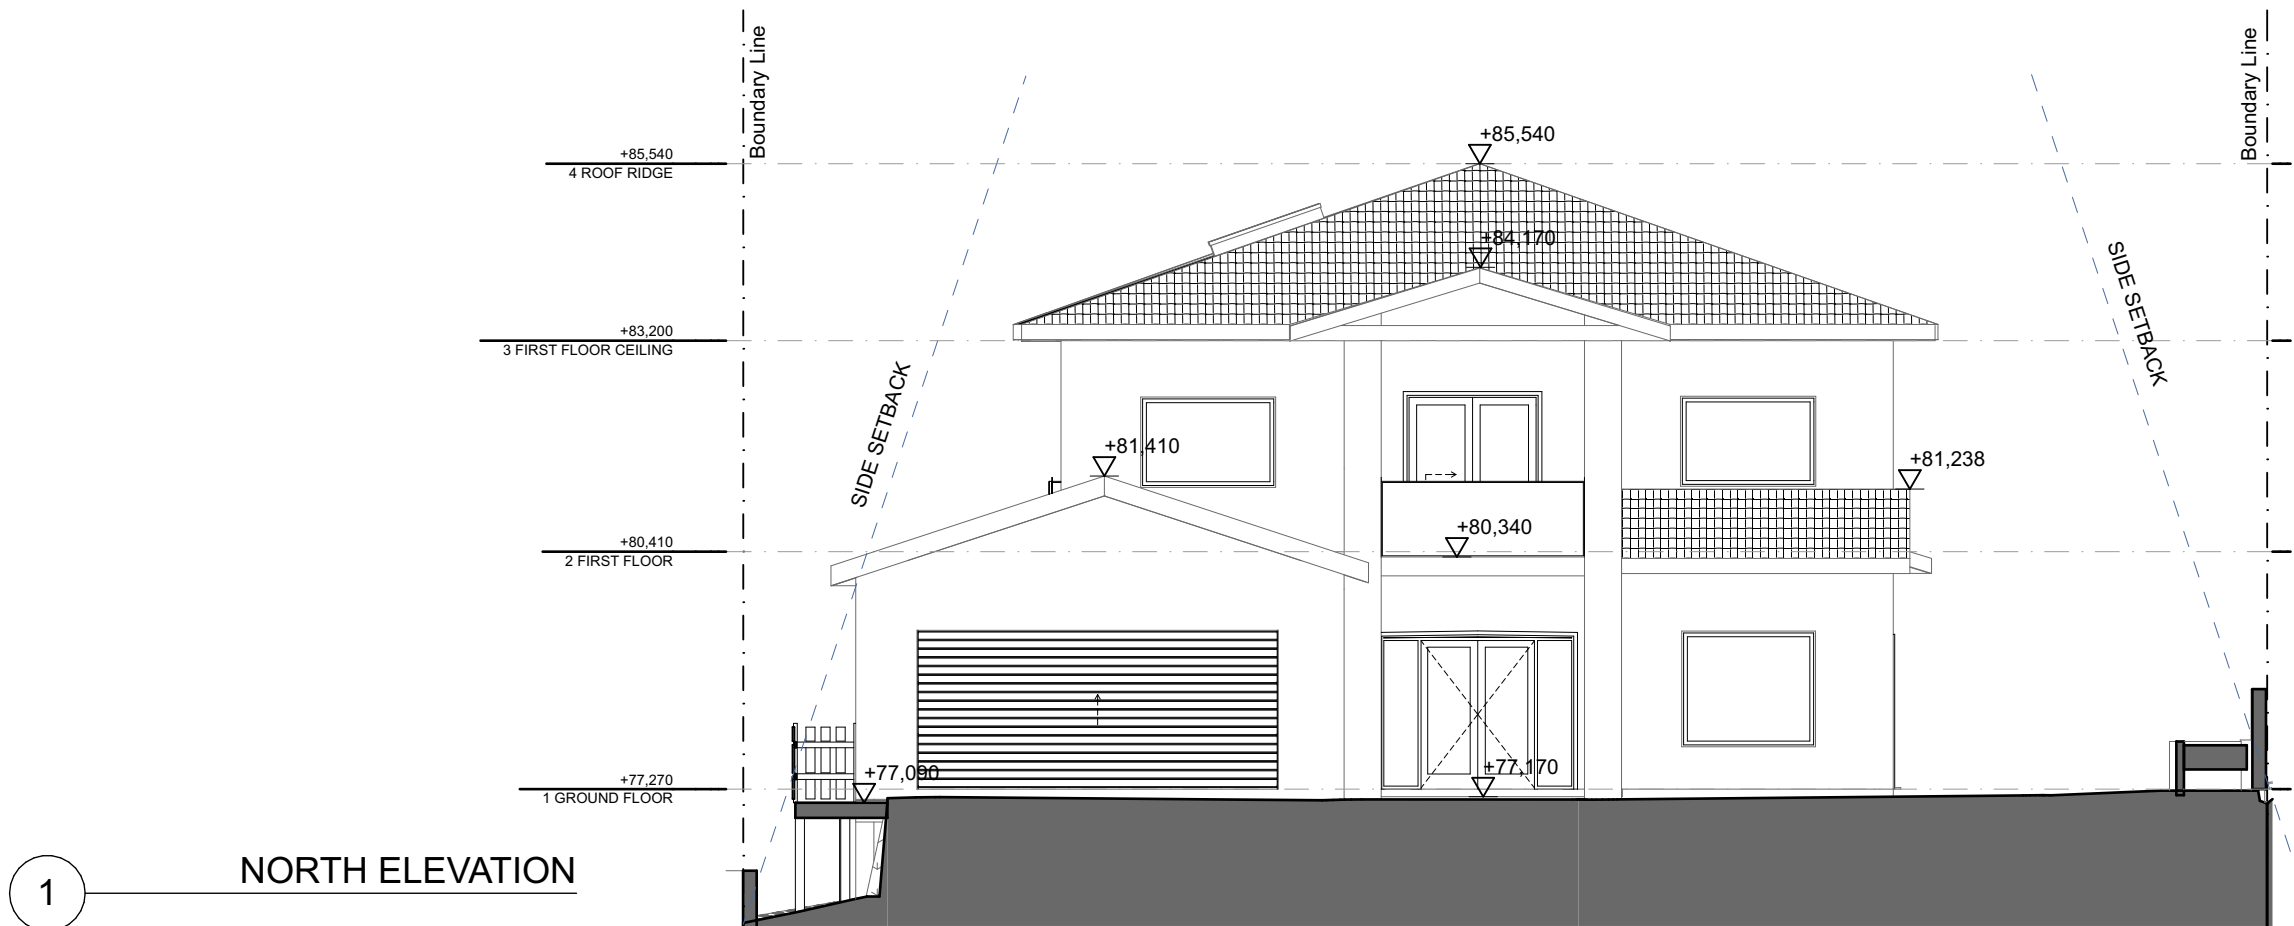 Boundary Line
Boundary Line
+85,540
+85,540
4 ROOF RIDGE
+84,170
SIDE SETBACK
+83,200
3 FIRST FLOOR CEILING
SIDE SETBACK
+81,410
+81,238
+80,340
+80,410
2 FIRST FLOOR
+77,090
+77,170
+77,270
1 GROUND FLOOR
1
NORTH ELEVATION